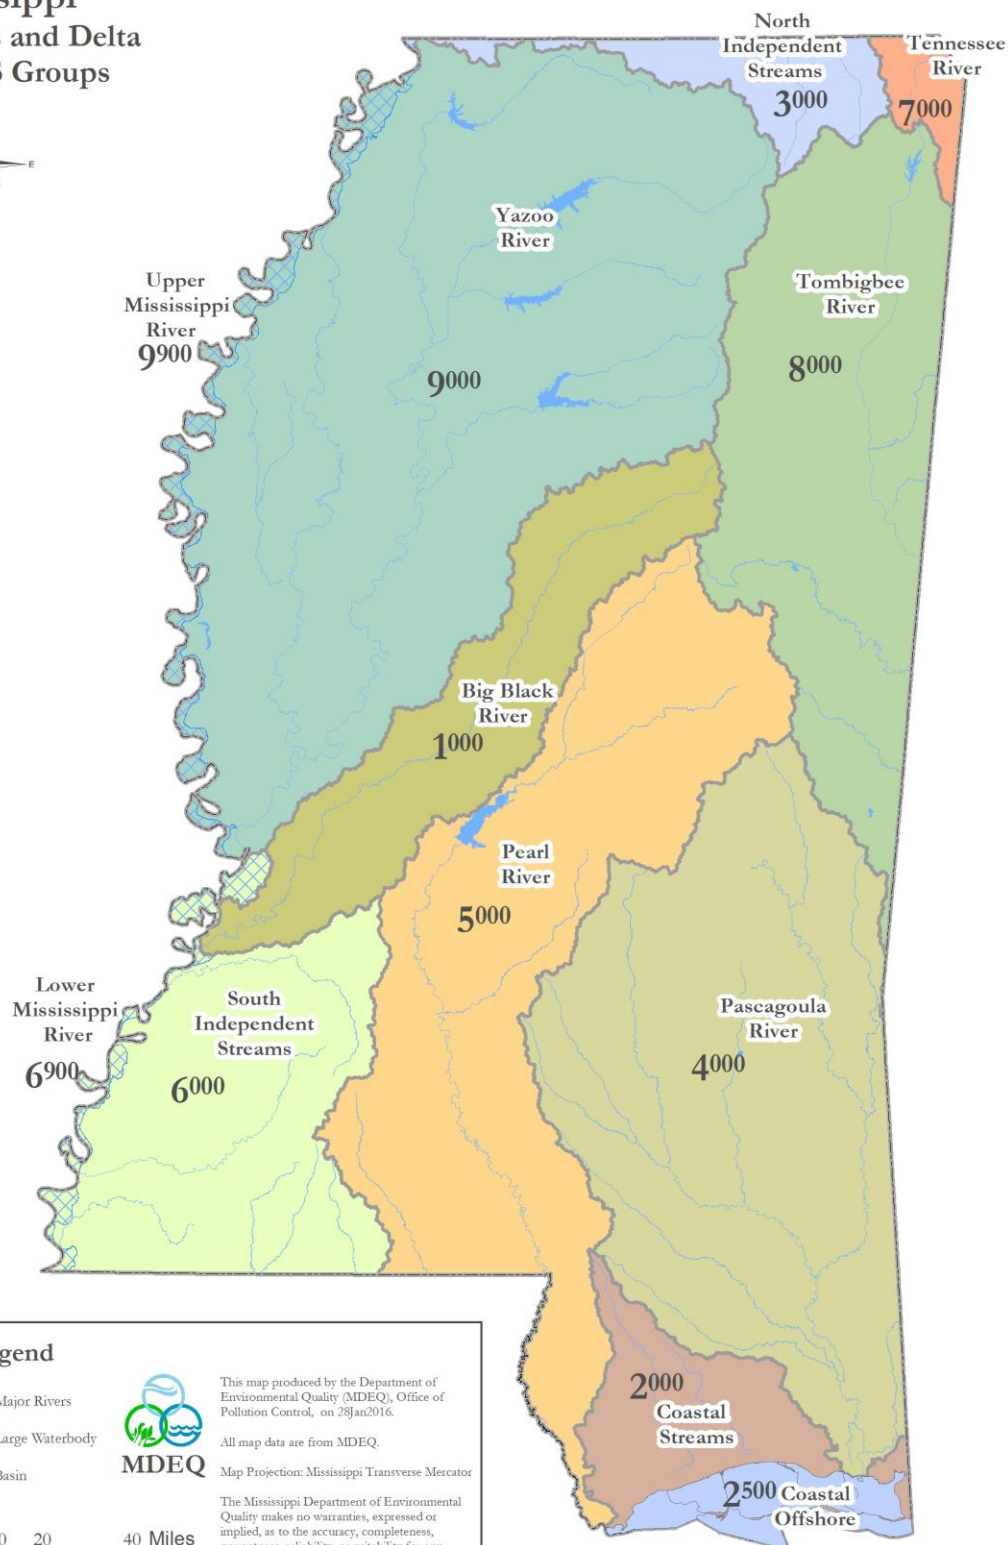 and Delta
Groups
E
North
Independent
Streams
3000
Tennessee
River
7000
Yazoo
River
9000
Tombigbee
River
8000
Upper
Mississippi
River
9900
Big Black
River
1000
Pearl
River
5000
Lower
Mississippi
River
6900
South
Independent
Streams
6000
Pascagoula
River
4000
2000
Coastal
Streams
2500 Coastal
Offshore
Major Rivers
Large Waterbody
Basin
20 40 Miles
MDEQ
This map produced by the Department of
Environmental Quality (MDEQ), Office of
Pollution Control, on 28Jan2016.
All map data are from MDEQ.
Map Projection: Mississippi Transverse Mercator
The Mississippi Department of Environmental
Quality makes no warranties, expressed or
implied, as to the accuracy, completeness,